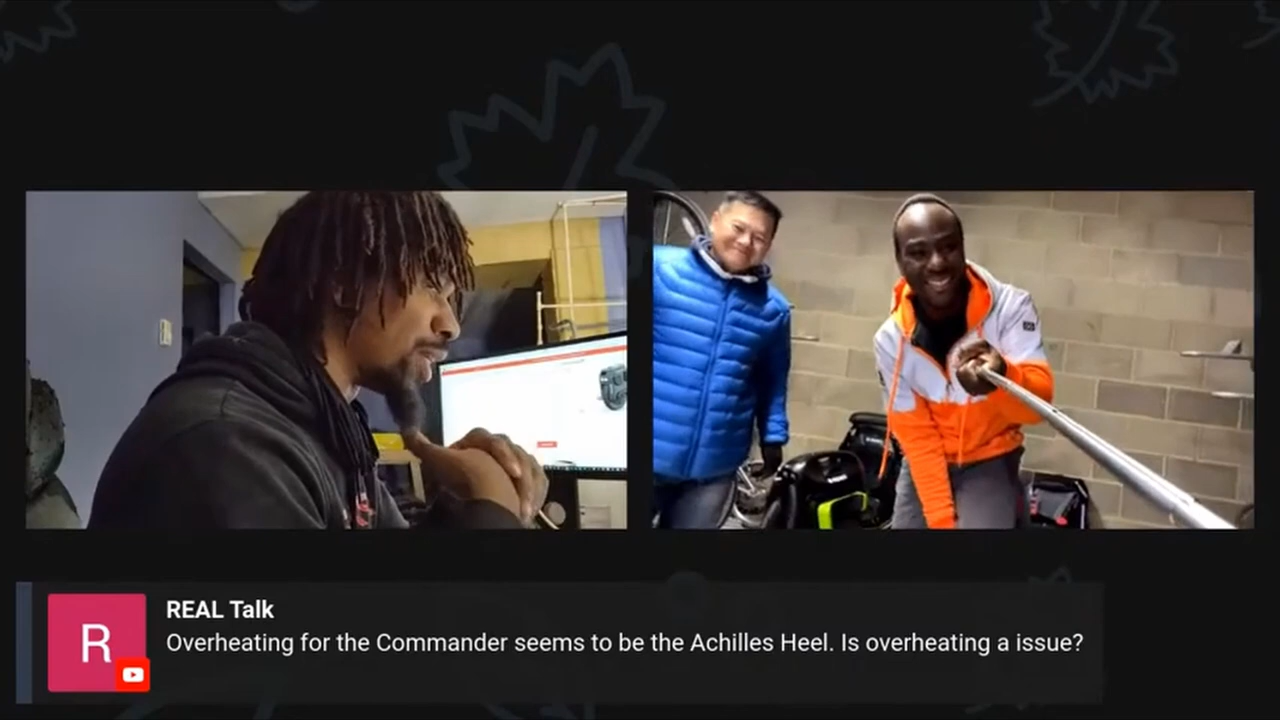 R
REAL Talk
Overheating for the Commander seems to be the Achilles Heel. Is overheating a issue?